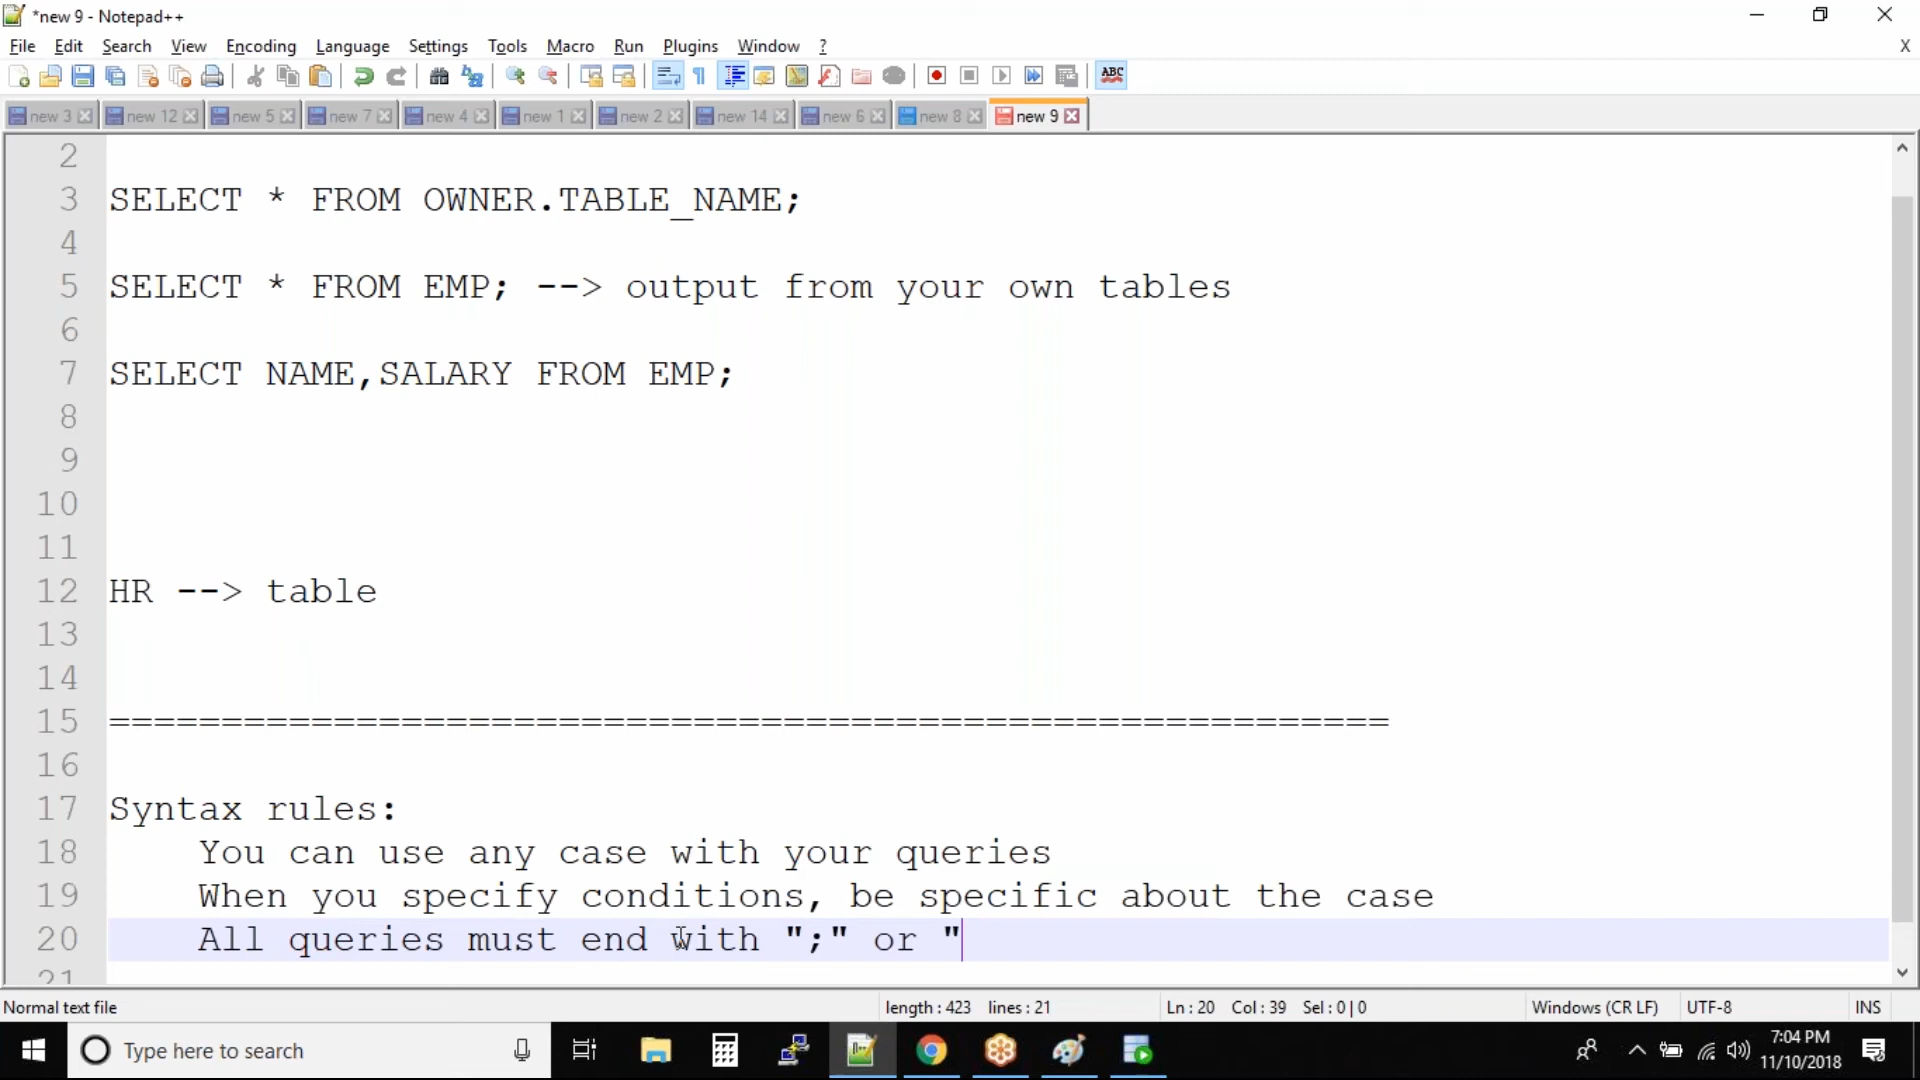 *new 9 - Notepad++
File Edit Search View Encoding Language Settings Tools Macro Run Plugins Window ?
X
ABC
new 3 new 12 new 5 new 7 new 4 new 1 new 2 new 14 new 6 new 8 new 9
2
3 SELECT * FROM OWNER.TABLE_NAME;
4
5 SELECT * FROM EMP; --> output from your own tables
6
7 SELECT NAME,SALARY FROM EMP;
8
9
10
11
12 HR --> table
13
14
15 =========================================================
16
17 Syntax rules:
18 You can use any case with your queries
19 When you specify conditions, be specific about the case
20 All queries must end with ";" or "
21
Normal text file length : 423 lines : 21 Ln : 20 Col : 39 Sel : 0 | 0 Windows (CR LF) UTF-8 INS
Type here to search
7:04 PM
11/10/2018